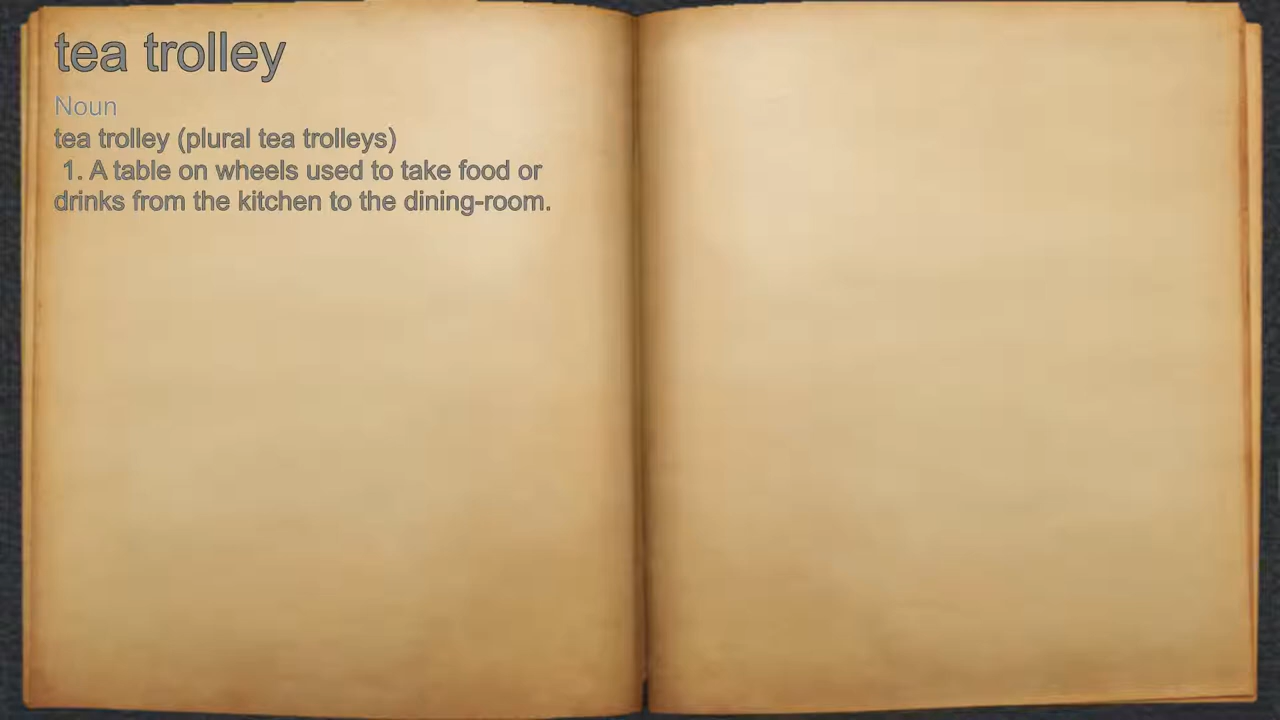 tea trolley
Noun
tea trolley (plural tea trolleys)
1. A table on wheels used to take food or
drinks from the kitchen to the dining-room.